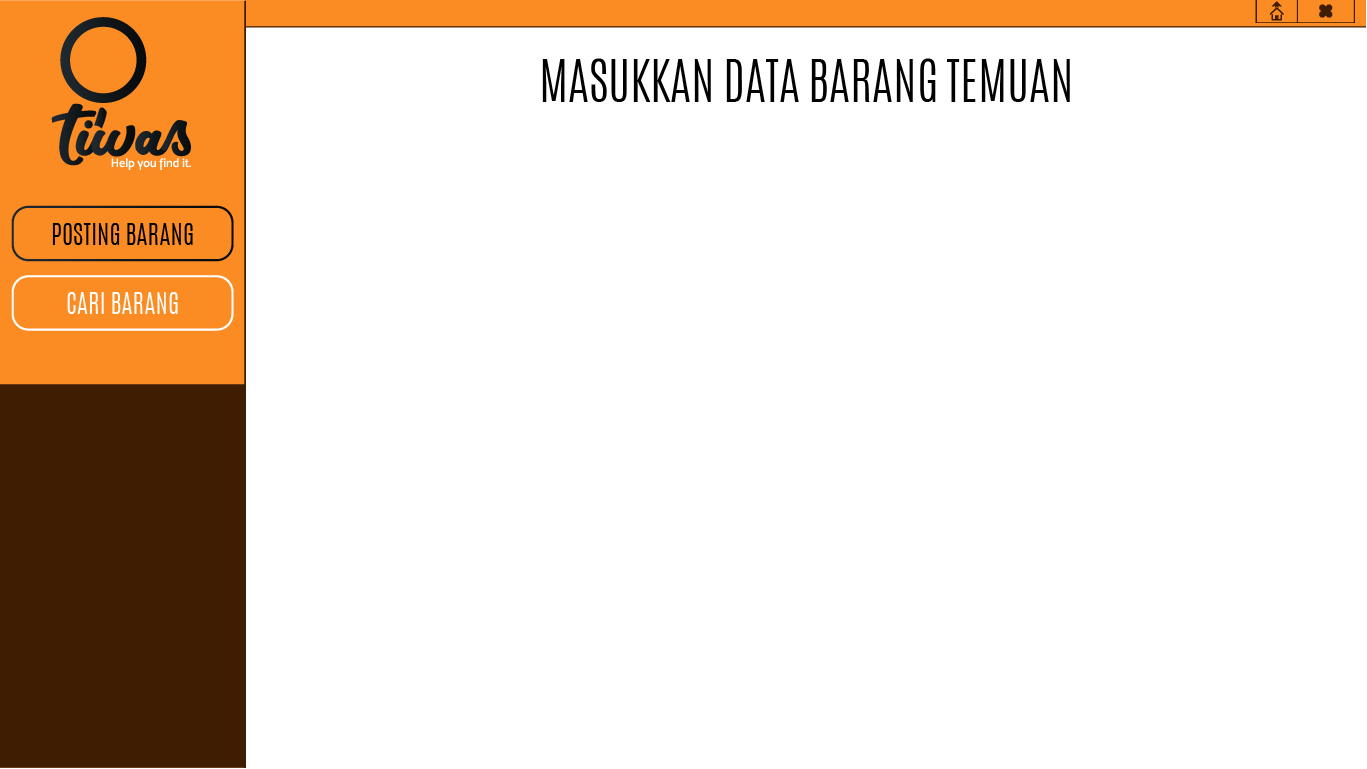 tiwas
Help you find it.
POSTING BARANG
CARI BARANG
MASUKKAN DATA BARANG TEMUAN